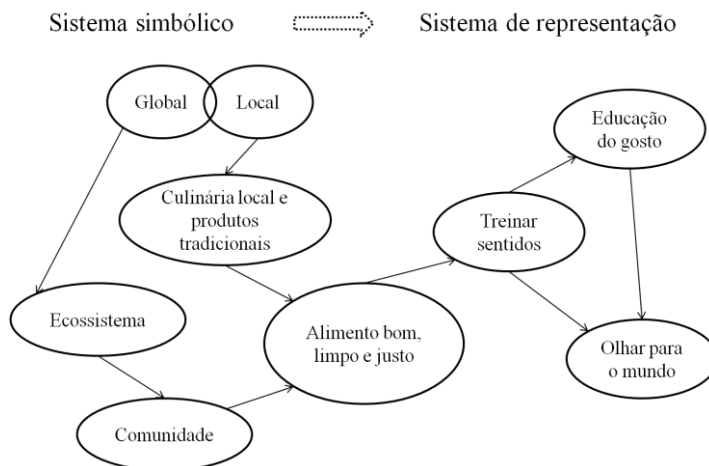 Sistema simbólico
Sistema de representação
Global
Local
Educação
do gosto
Culinária local e
produtos
tradicionais
Treinar
sentidos
Ecossistema
Alimento bom,
limpo e justo
Olhar para
o mundo
Comunidade